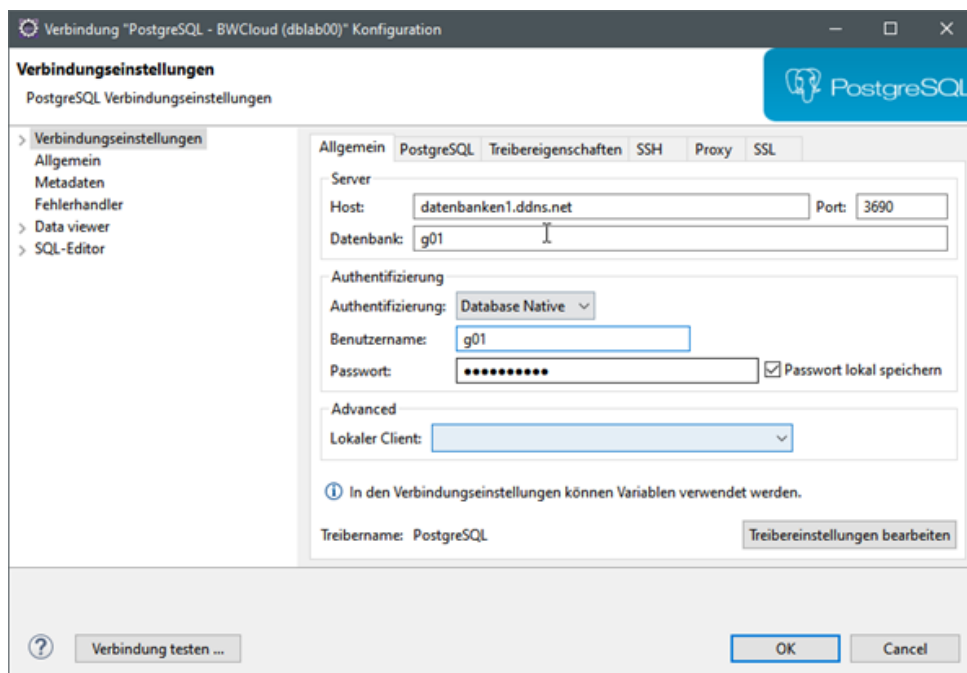 Verbindung "PostgreSQL - BWCloud (dblab00)" Konfiguration
Verbindungseinstellungen
PostgreSQL Verbindungseinstellungen
PostgreSQL
Verbindungseinstellungen
Allgemein
Metadaten
Fehlerhandler
Data viewer
SQL-Editor
Allgemein PostgreSQL Treibereigenschaften SSH Proxy SSL
Server
Host: datenbanken1.ddns.net Port: 3690
Datenbank: g01
Authentifizierung
Authentifizierung: Database Native
Benutzername: g01
Passwort: •••••••••• Passwort lokal speichern
Advanced
Lokaler Client:
In den Verbindungseinstellungen können Variablen verwendet werden.
Treibername: PostgreSQL Treibereinstellungen bearbeiten
? Verbindung testen ... OK Cancel